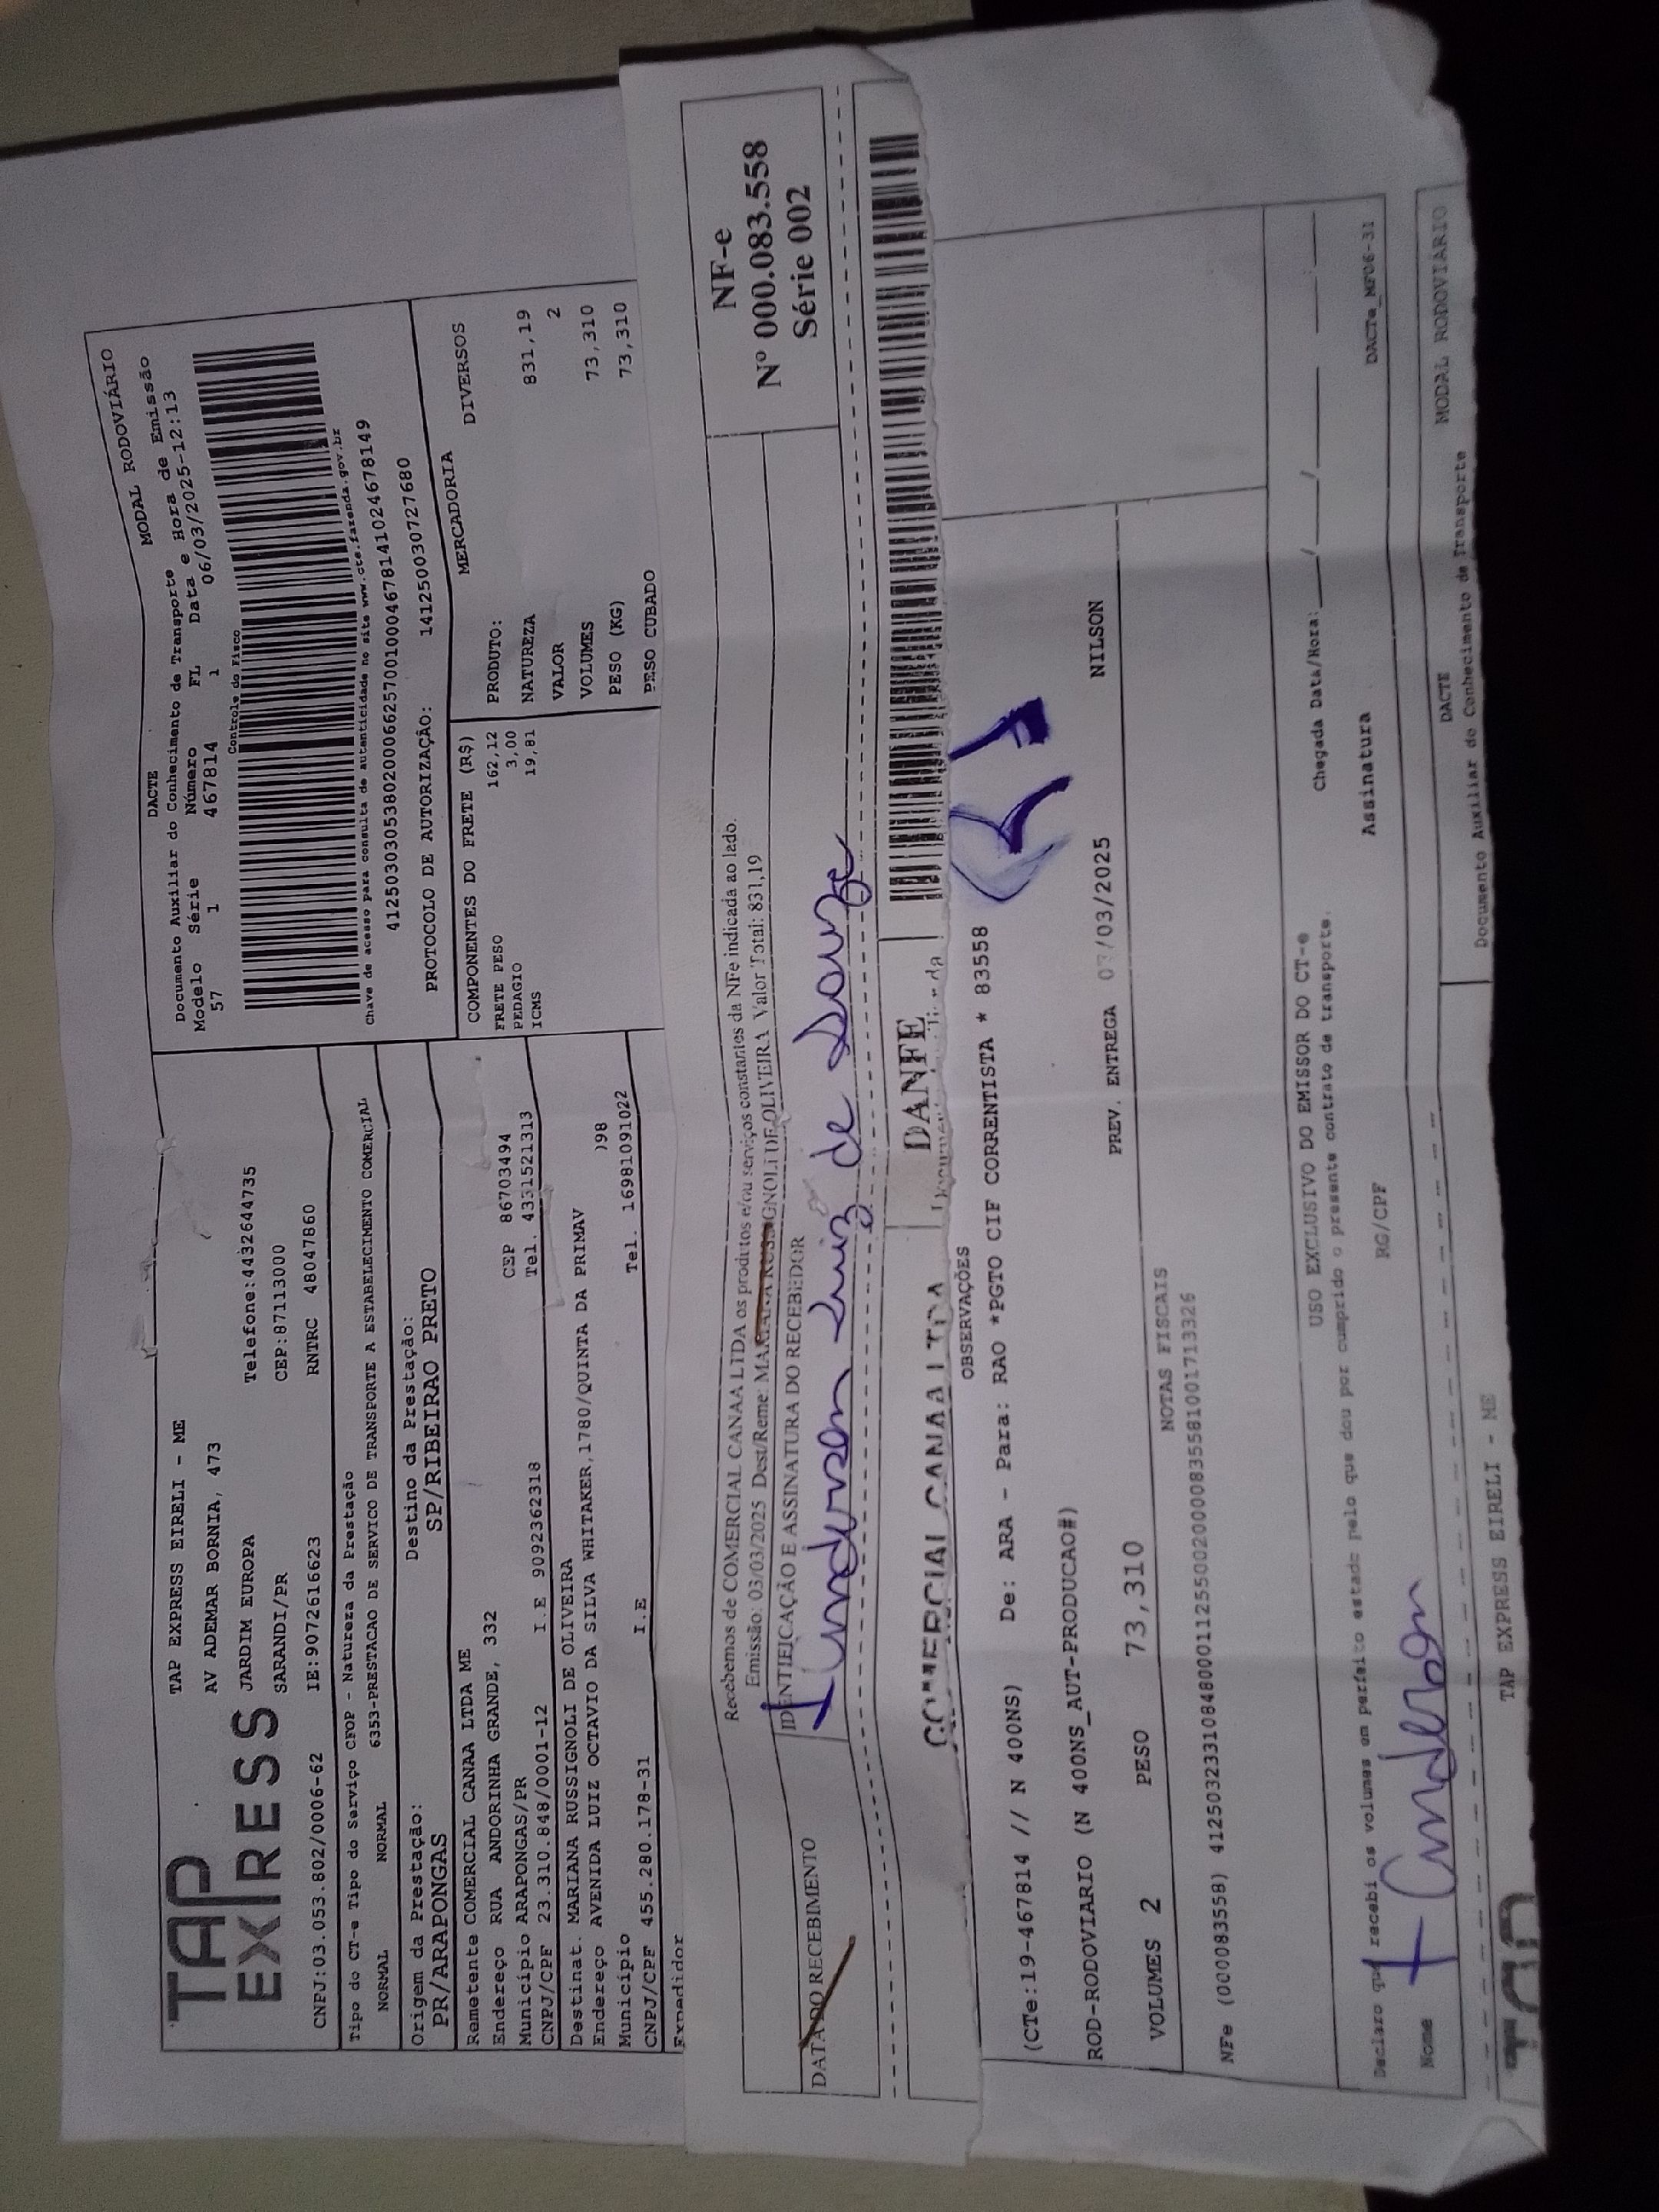 TAP
EXPRESS
TAP EXPRESS EIRELI - ME
AV ADEMAR BORNIA, 473
JARDIM EUROPA Telefone:4432644735
SARANDI/PR CEP:87113000
CNPJ:03.053.802/0006-62 IE:9072616623 RNTRC 48047860
DACTE MODAL RODOVIÁRIO
Documento Auxiliar do Conhecimento de Transporte
Modelo Série Número FL Data e Hora de Emissão
57 1 467814 1 06/03/2025-12:13
Controle do Fisco
Chave de acesso para consulta de autenticidade no site www.cte.fazenda.gov.br
41250303053802000662570010004678141024678149
PROTOCOLO DE AUTORIZAÇÃO: 141250030727680
Tipo do CT-e Tipo do Serviço CFOP - Natureza da Prestação
NORMAL NORMAL 6353-PRESTACAO DE SERVICO DE TRANSPORTE A ESTABELECIMENTO COMERCIAL
Origem da Prestação: Destino da Prestação:
PR/ARAPONGAS SP/RIBEIRAO PRETO
Remetente COMERCIAL CANAA LTDA ME
Endereço RUA ANDORINHA GRANDE, 332
Município ARAPONGAS/PR CEP 86703494
CNPJ/CPF 23.310.848/0001-12 I.E 9092362318 Tel. 4331521313
Destinat. MARIANA RUSSIGNOLI DE OLIVEIRA
Endereço AVENIDA LUIZ OCTAVIO DA SILVA WHITAKER,1780/QUINTA DA PRIMAV
Município )98
CNPJ/CPF 455.280.178-31 I.E Tel. 16981091022
Expedidor
COMPONENTES DO FRETE (R$)
FRETE PESO 162,12
PEDAGIO 3,00
ICMS 19,81
MERCADORIA
PRODUTO: DIVERSOS
NATUREZA 831,19
VALOR 2
VOLUMES 73,310
PESO (KG) 73,310
PESO CUBADO
Recebemos de COMERCIAL CANAA LTDA os produtos e/ou serviços constantes da NFe indicada ao lado.
Emissão: 03/03/2025 Dest/Reme: MARIANA RUSSIGNOLI DE OLIVEIRA Valor Total: 831,19
DATA DO RECEBIMENTO IDENTIFICAÇÃO E ASSINATURA DO RECEBEDOR
Anderson Luiz de Souza
NF-e
Nº 000.083.558
Série 002
COMERCIAL CANAA LTDA DANFE
OBSERVAÇÕES
(CTe:19-467814 // N 400NS) De: ARA - Para: RAO *PGTO CIF CORRENTISTA * 83558
ROD-RODOVIARIO (N 400NS_AUT-PRODUCAO#)
PREV. ENTREGA 07/03/2025 NILSON
VOLUMES 2 PESO 73,310
NOTAS FISCAIS
NFe (000083558) 41250323310848000112550020000835581001713326
USO EXCLUSIVO DO EMISSOR DO CT-e
Declaro que recebi os volumes em perfeito estado pelo que dou por cumprido o presente contrato de transporte.
Chegada Data/Hora: __/__/__ __:__
Nome Anderson RG/CPF Assinatura
DACTe_MF06-31
TAP
TAP EXPRESS EIRELI - ME
DACTE MODAL RODOVIÁRIO
Documento Auxiliar do Conhecimento de Transporte